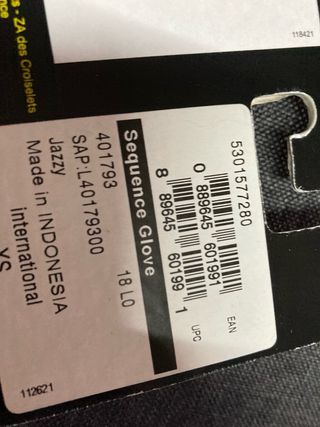 s - ZA des Croiselets
nce
118421
5301577280
EAN
0 889645 601991
8 89645 60199 1
UPC
Sequence Glove
18 L0
401793
SAP:L40179300
Jazzy
Made in INDONESIA
international
XS
112621